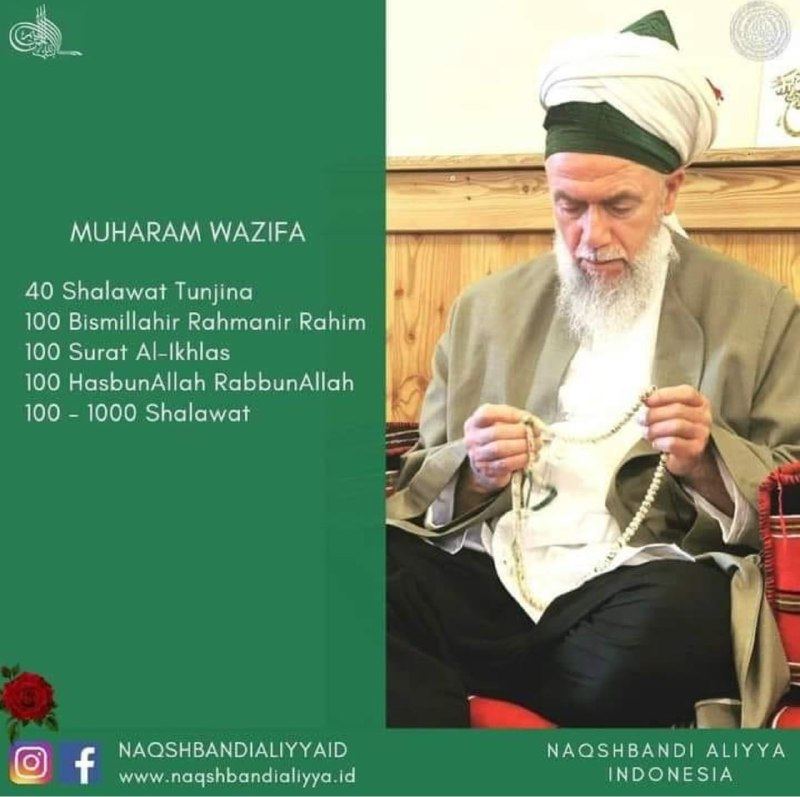 MUHARAM WAZIFA
40 Shalawat Tunjina
100 Bismillahir Rahmanir Rahim
100 Surat Al-Ikhlas
100 HasbunAllah RabbunAllah
100 - 1000 Shalawat
NAQSHBANDIALIYYAID
www.naqshbandialiyya.id
NAQSHBANDI ALIYYA
INDONESIA